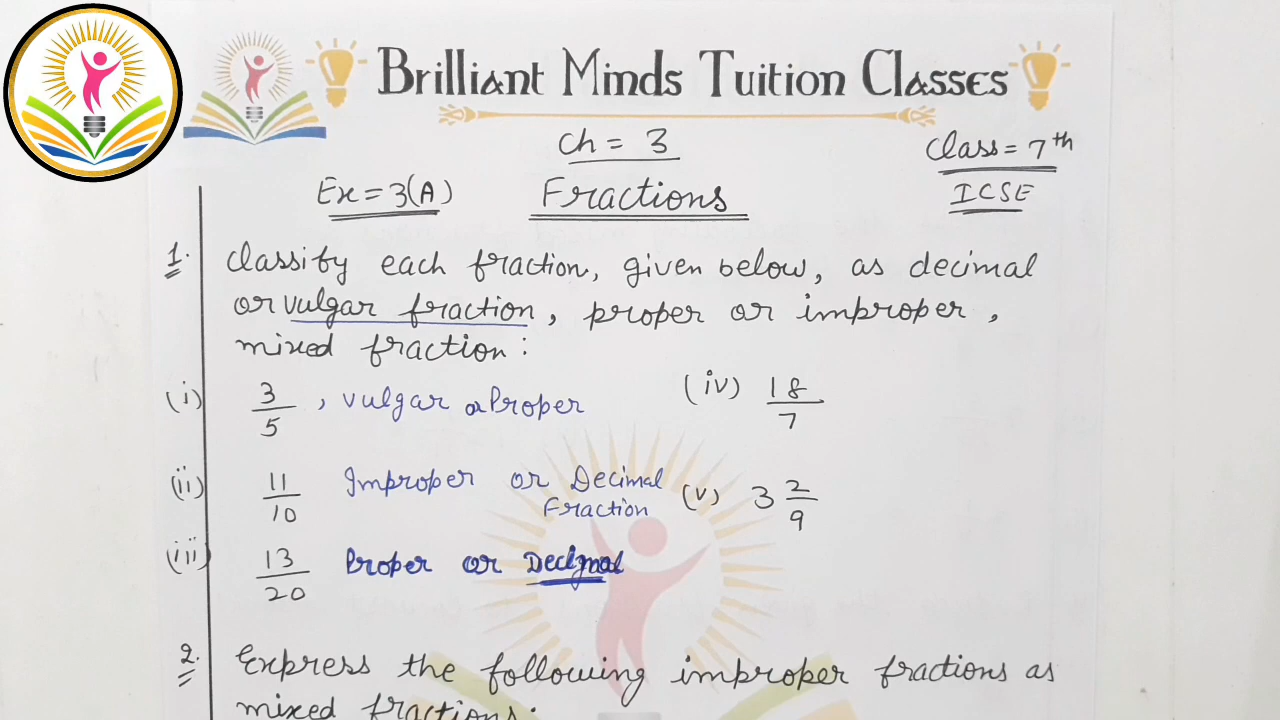 Brilliant Minds Tuition Classes
Ch = 3
Class = 7th
Ex = 3(A)
Fractions
ICSE
1. Classify each fraction, given below, as decimal
or vulgar fraction, proper or improper,
mixed fraction:
(i) 3/5, Vulgar or Proper
(iv) 18/7
(ii) 11/10 Improper or Decimal
Fraction
(v) 3 2/9
(iii) 13/20 Proper or Decimal
2. Express the following improper fractions as
mixed fractions: